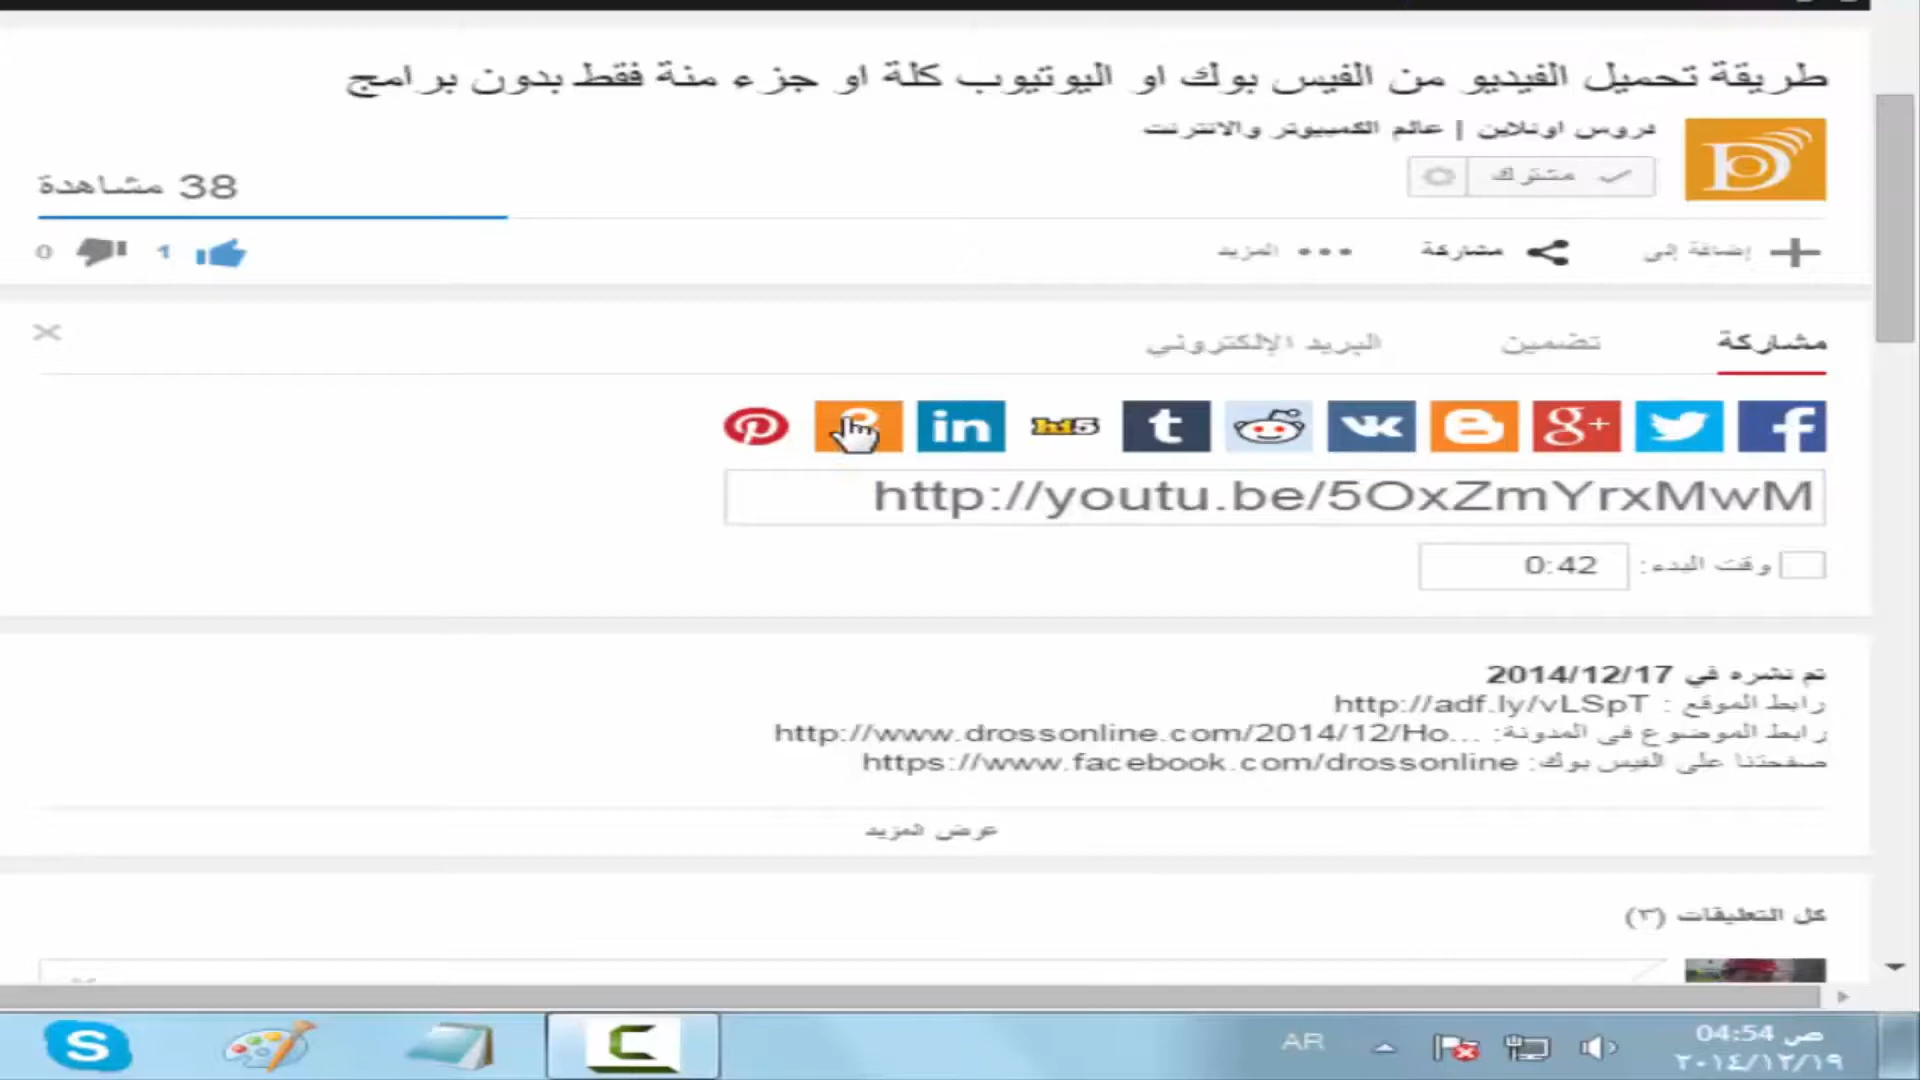 طريقة تحميل الفيديو من الفيس بوك او اليوتيوب كلة او جزء منة فقط بدون برامج
دروس اونلاين | عالم الكمبيوتر والانترنت
مشترك
38 مشاهدة
إضافة إلى
مشاركة
المزيد
1
0
مشاركة
تضمين
البريد الإلكتروني
f g+ B vk t hi5 in
http://youtu.be/5OxZmYrxMwM
وقت البدء: 0:42
تم نشره في 2014/12/17
رابط الموقع : http://adf.ly/vLSpT
رابط الموضوع فى المدونة: http://www.drossonline.com/2014/12/Ho...
صفحتنا على الفيس بوك: https://www.facebook.com/drossonline
عرض المزيد
كل التعليقات (٣)
AR
04:54 ص
٢٠١٤/١٢/١٩